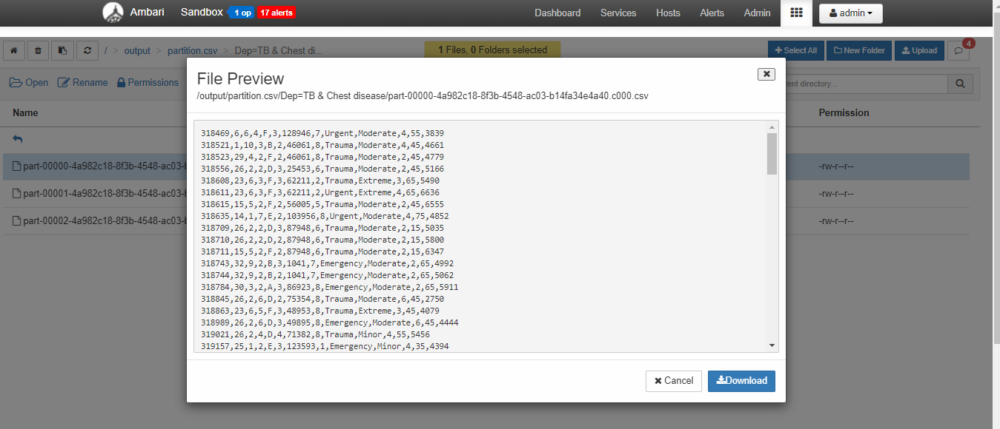 Ambari Sandbox 1 op 17 alerts Dashboard Services Hosts Alerts Admin admin
/ > output > partition.csv > Dep=TB & Chest di... 1 Files, 0 Folders selected Select All New Folder Upload 4
Open Rename Permissions rent directory...
Name Permission
part-00000-4a982c18-8f3b-4548-ac03-b -rw-r--r--
part-00001-4a982c18-8f3b-4548-ac03-b -rw-r--r--
part-00002-4a982c18-8f3b-4548-ac03-b -rw-r--r--
File Preview
/output/partition.csv/Dep=TB & Chest disease/part-00000-4a982c18-8f3b-4548-ac03-b14fa34e4a40.c000.csv
318469,6,6,4,F,3,128946,7,Urgent,Moderate,4,55,3839
318521,1,10,3,B,2,46061,8,Trauma,Moderate,4,45,4661
318523,29,4,2,F,2,46061,8,Trauma,Moderate,2,45,4779
318556,26,2,2,D,3,25453,6,Trauma,Moderate,2,45,5166
318608,23,6,3,F,3,62211,2,Trauma,Extreme,3,65,5490
318611,23,6,3,F,3,62211,2,Urgent,Extreme,4,65,6636
318615,15,5,2,F,2,56005,5,Trauma,Moderate,2,45,6555
318635,14,1,7,E,2,103956,8,Urgent,Moderate,4,75,4852
318709,26,2,2,D,3,87948,6,Trauma,Moderate,2,15,5035
318710,26,2,2,D,2,87948,6,Trauma,Moderate,2,15,5800
318711,15,5,2,F,2,87948,6,Trauma,Moderate,2,15,6347
318743,32,9,2,B,3,1041,7,Emergency,Moderate,2,65,4992
318744,32,9,2,B,2,1041,7,Emergency,Moderate,2,65,5062
318784,30,3,2,A,3,86923,8,Emergency,Moderate,2,65,5911
318845,26,2,6,D,2,75354,8,Trauma,Moderate,6,45,2750
318863,23,6,5,F,3,48953,8,Trauma,Extreme,3,45,4079
318989,26,2,6,D,3,49895,8,Emergency,Moderate,6,45,4444
319021,26,2,4,D,4,71382,8,Trauma,Minor,4,55,5456
319157,25,1,2,E,3,123593,1,Emergency,Minor,4,35,4394
Cancel Download